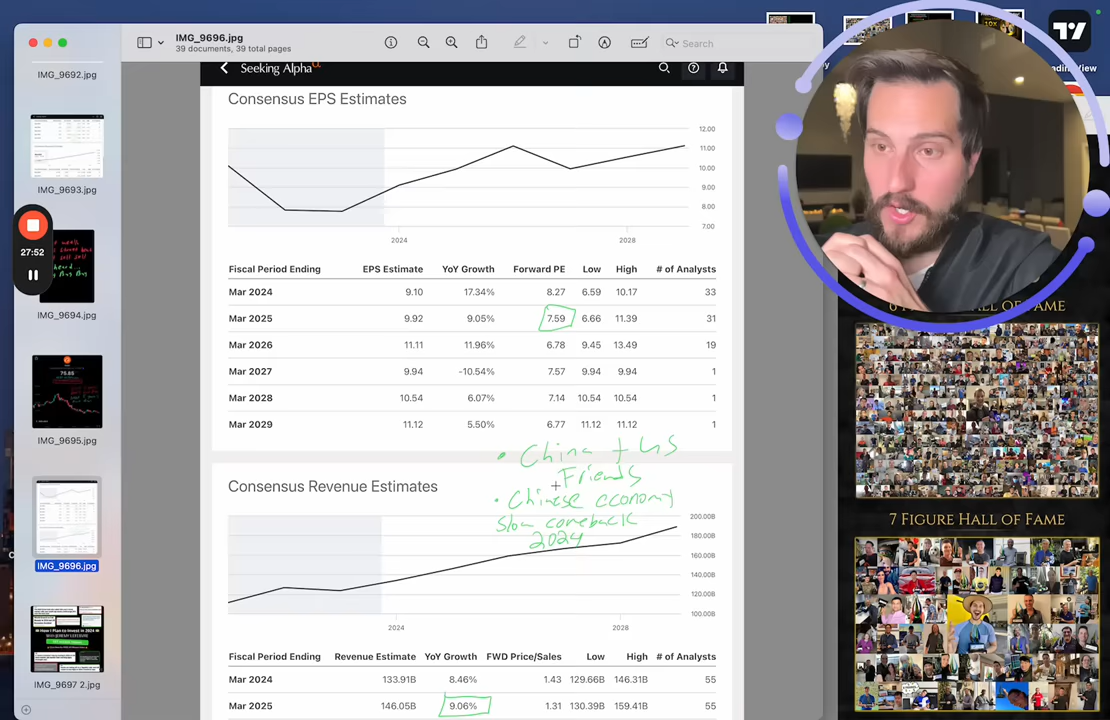 IMG_9696.jpg
39 documents, 39 total pages
Search
IMG_9692.jpg
IMG_9693.jpg
27:52
IMG_9694.jpg
75.85
IMG_9695.jpg
IMG_9696.jpg
IMG_9697 2.jpg
Seeking Alpha
Consensus EPS Estimates
12.00
11.00
10.00
9.00
8.00
7.00
2024 2028
Fiscal Period Ending EPS Estimate YoY Growth Forward PE Low High # of Analysts
Mar 2024 9.10 17.34% 8.27 6.59 10.17 33
Mar 2025 9.92 9.05% 7.59 6.66 11.39 31
Mar 2026 11.11 11.96% 6.78 9.45 13.49 19
Mar 2027 9.94 -10.54% 7.57 9.94 9.94 1
Mar 2028 10.54 6.07% 7.14 10.54 10.54 1
Mar 2029 11.12 5.50% 6.77 11.12 11.12 1
• China + US
Friends
• Chinese economy
slow comeback
2024
Consensus Revenue Estimates
200.00B
180.00B
160.00B
140.00B
120.00B
100.00B
2024 2028
Fiscal Period Ending Revenue Estimate YoY Growth FWD Price/Sales Low High # of Analysts
Mar 2024 133.91B 8.46% 1.43 129.66B 146.31B 55
Mar 2025 146.05B 9.06% 1.31 130.39B 159.41B 55
View
ALL OF FAME
7 FIGURE HALL OF FAME